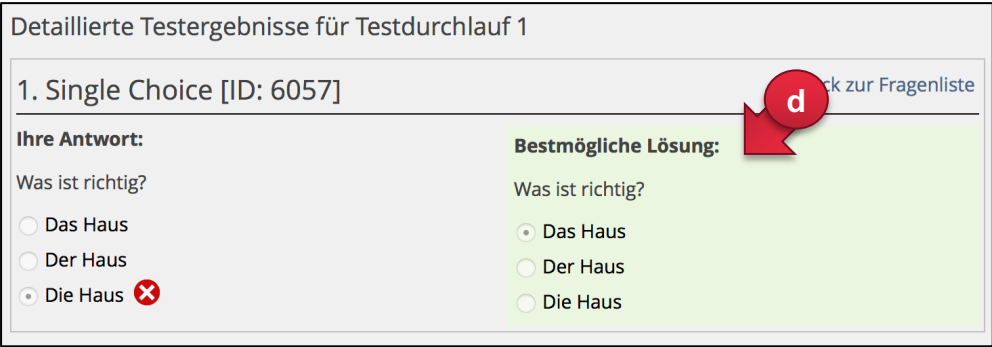 Detaillierte Testergebnisse für Testdurchlauf 1
1. Single Choice [ID: 6057]
zur Fragenliste
d
Ihre Antwort:
Was ist richtig?
Das Haus
Der Haus
Die Haus
Bestmögliche Lösung:
Was ist richtig?
Das Haus
Der Haus
Die Haus